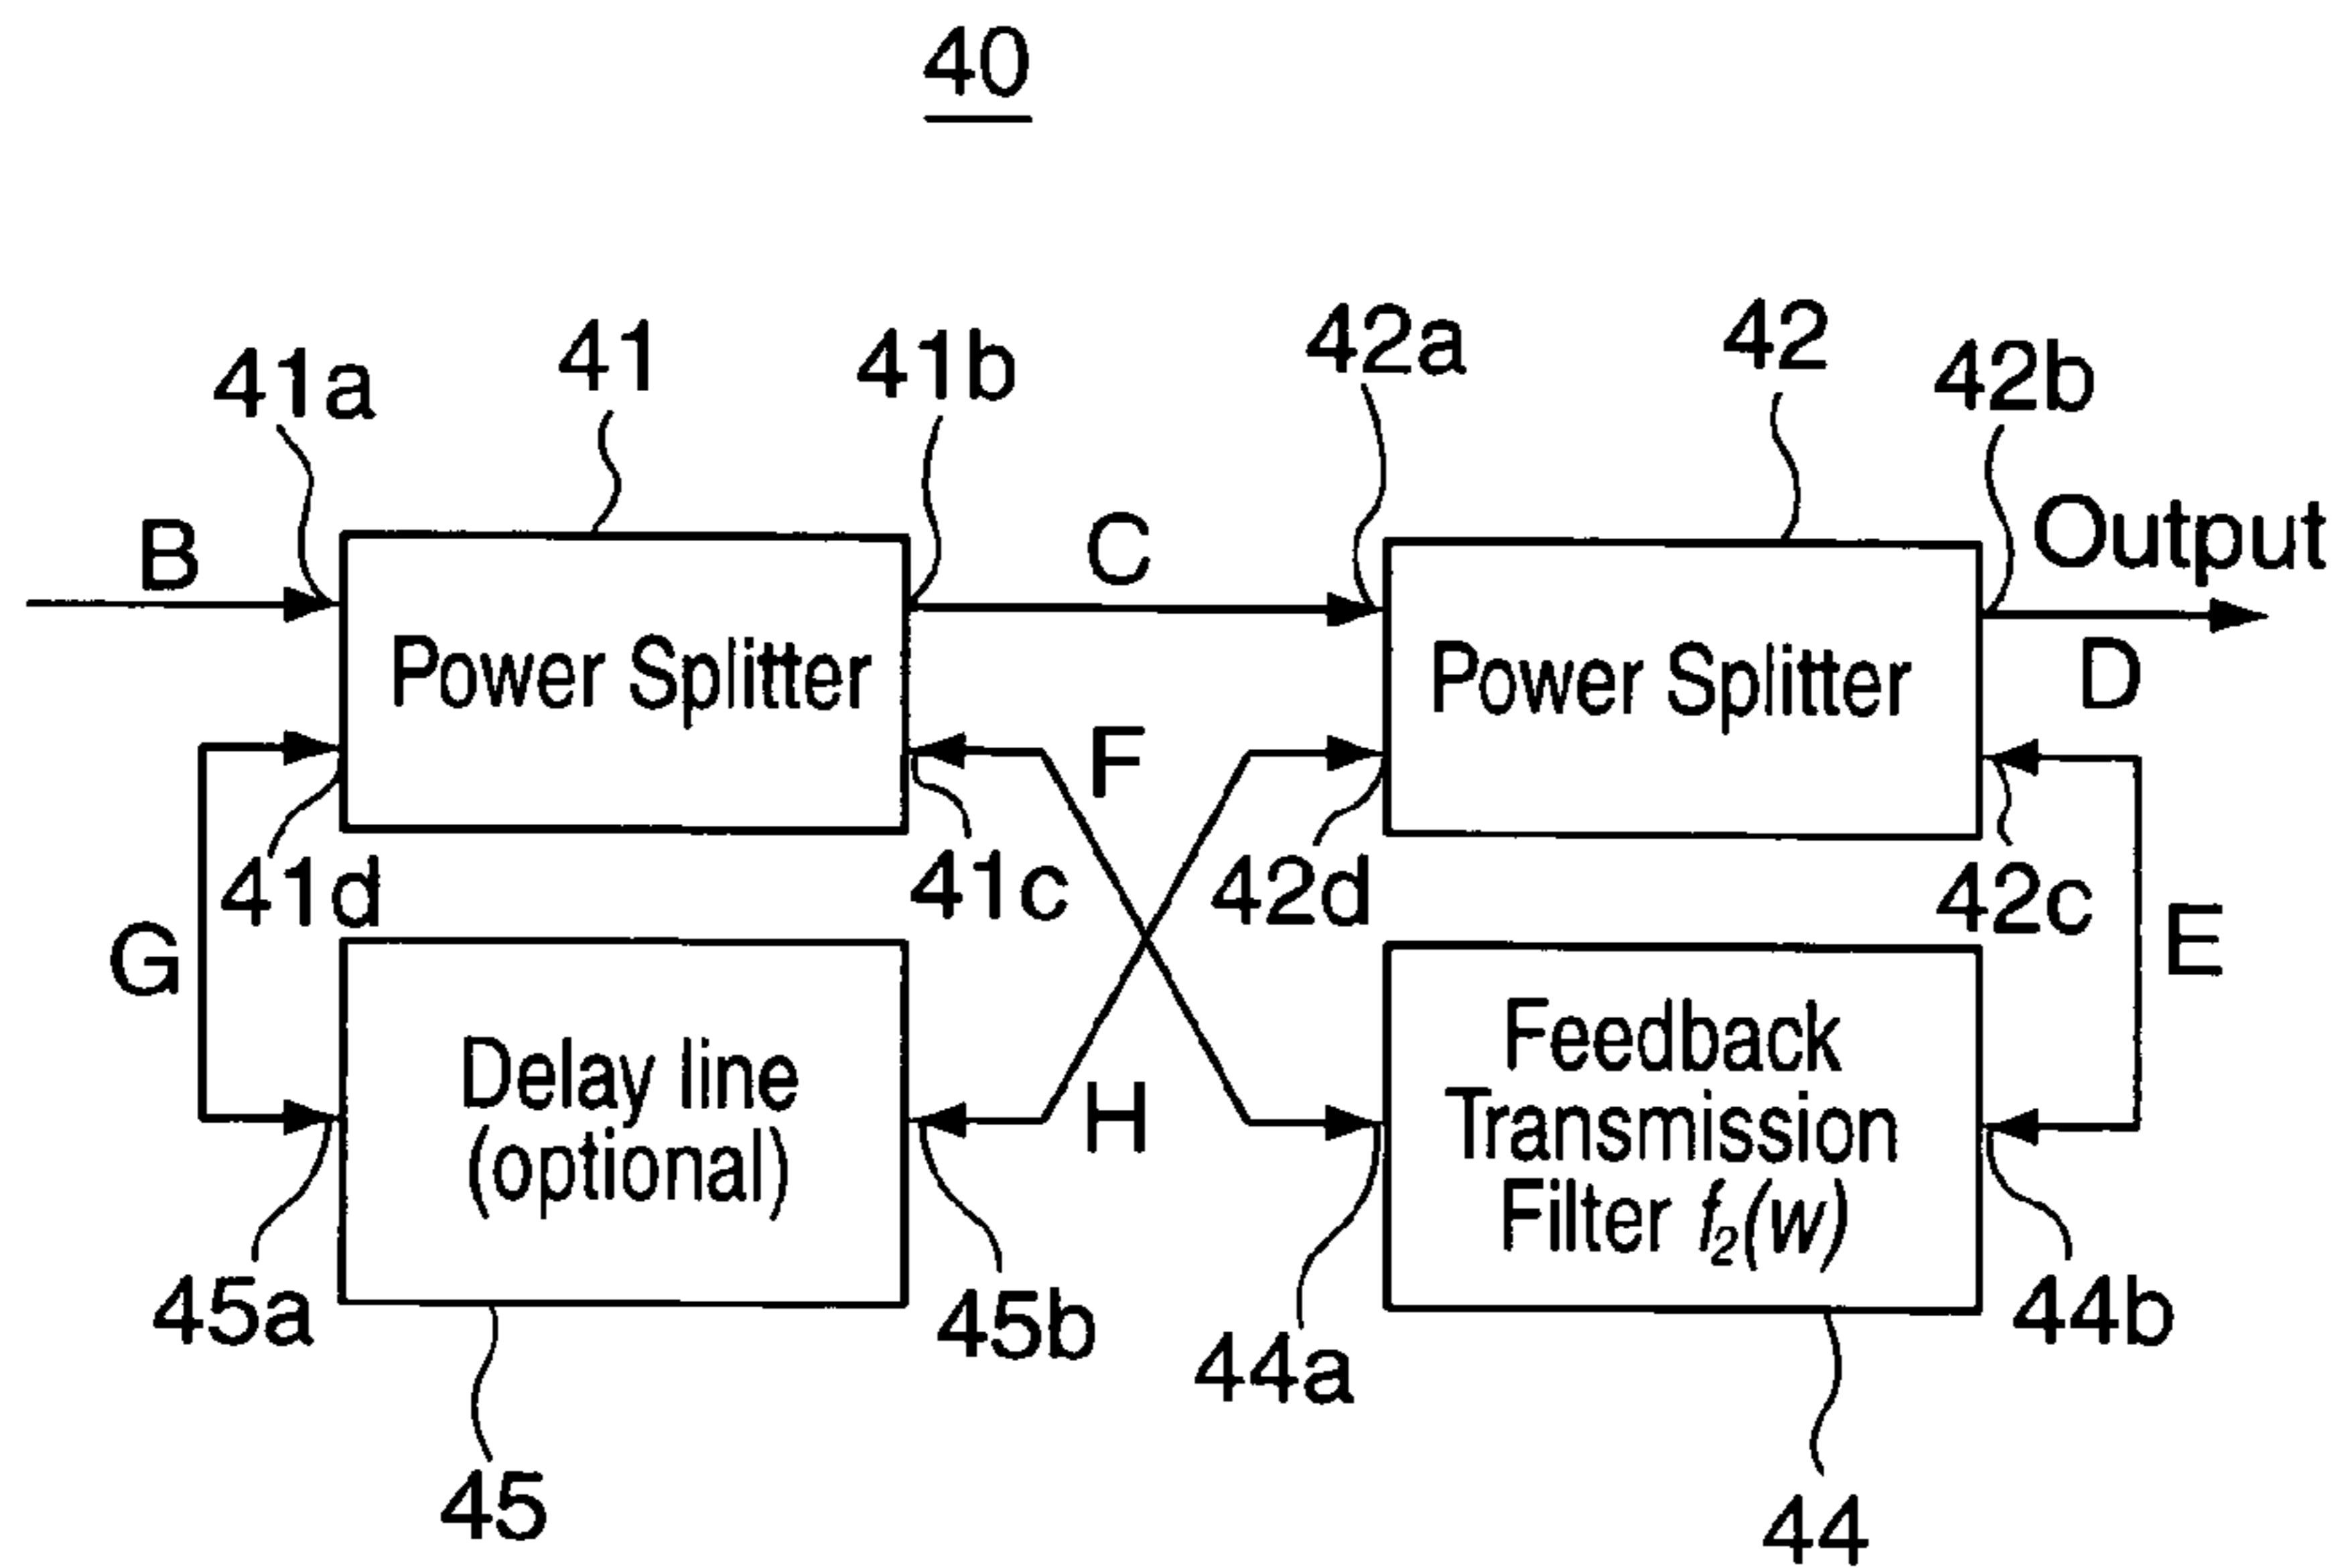 40
41a
41
41b
42a
42
42b
B
C
Output
Power Splitter
Power Splitter
D
F
41d
41c
42d
42c
G
E
Delay line
(optional)
H
Feedback
Transmission
Filter f2(w)
45a
45b
44a
44b
45
44